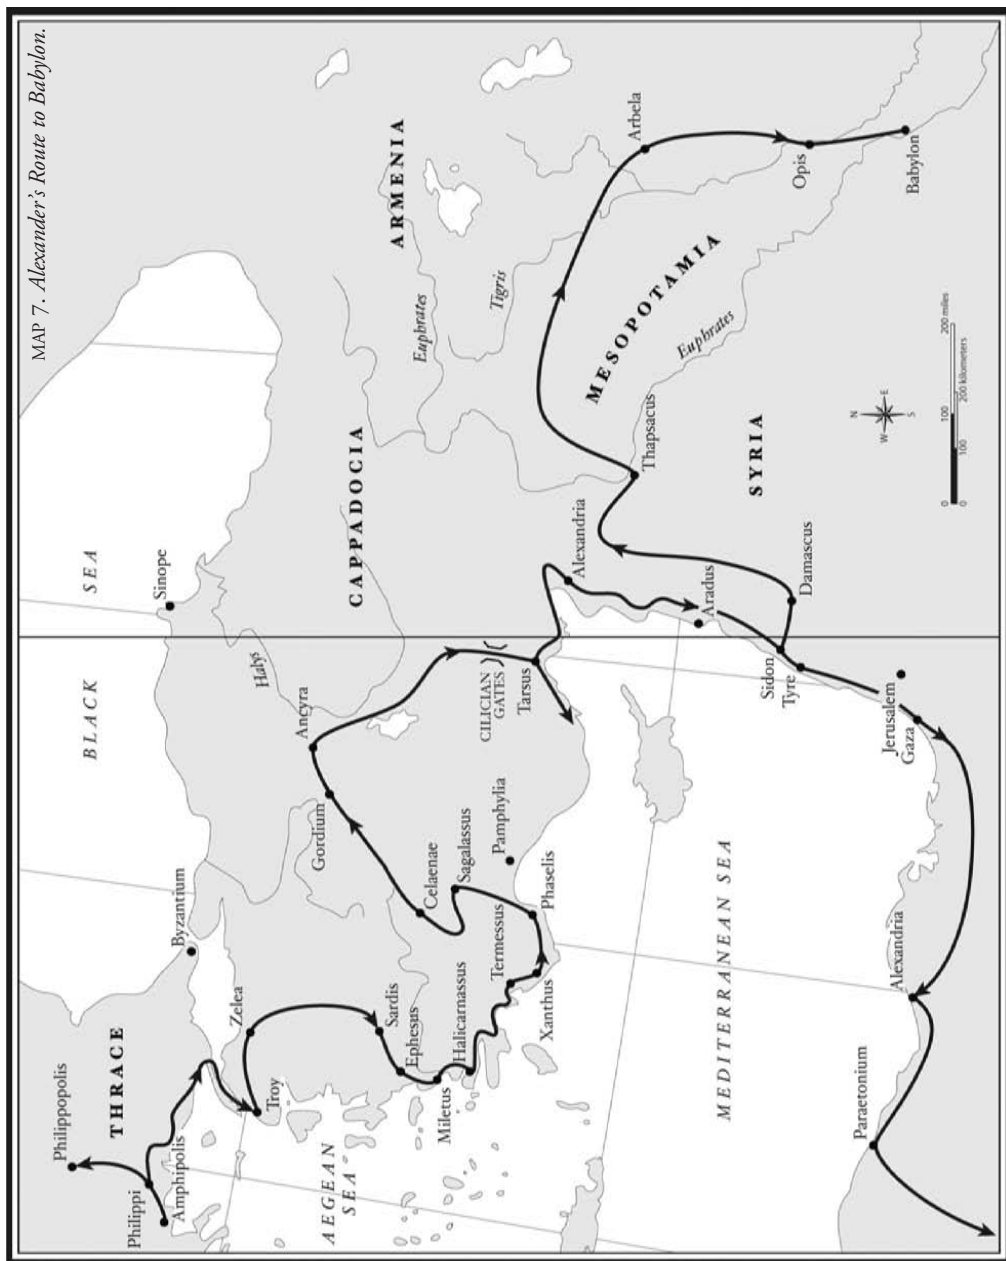 MAP 7. Alexander's Route to Babylon.
Philippopolis
THRACE
Philippi
Amphipolis
Byzantium
BLACK SEA
Sinope
Zelea
Troy
AEGEAN
SEA
Sardis
Ephesus
Miletus
Halicarnassus
Termessus
Xanthus
Phaselis
Pamphylia
Sagalassus
Celaenae
Gordium
Ancyra
Halys
CAPPADOCIA
CILICIAN
GATES
Tarsus
Alexandria
ARMENIA
Euphrates
Tigris
Arbela
MESOPOTAMIA
Euphrates
Thapsacus
Opis
Babylon
SYRIA
Aradus
Damascus
Sidon
Tyre
Jerusalem
Gaza
MEDITERRANEAN SEA
Alexandria
Paraetonium
N
W E
S
0 100 200 miles
0 100 200 kilometers